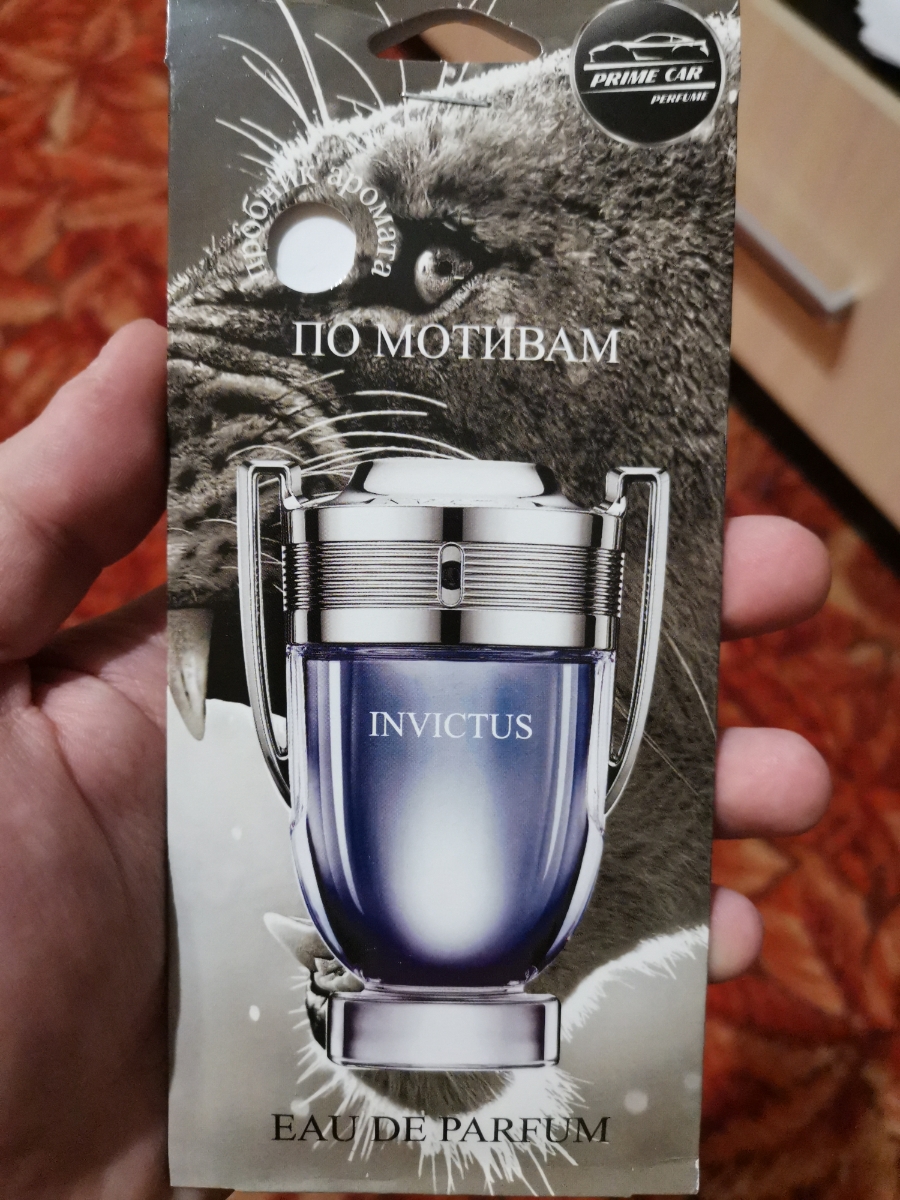 PRIME CAR
PERFUME
пробник аромата
ПО МОТИВАМ
INVICTUS
EAU DE PARFUM